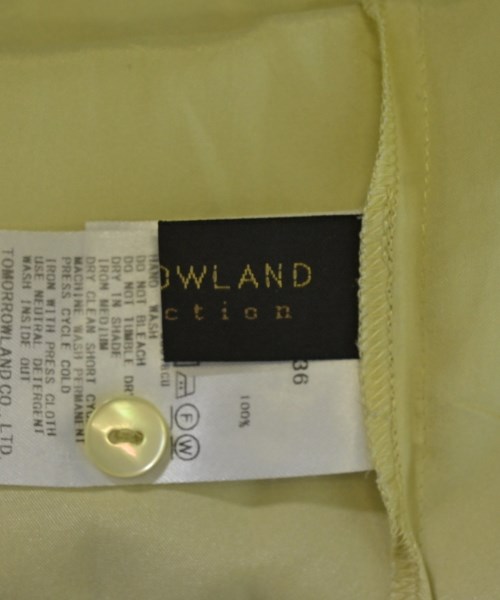 OWLAND
ction
36
100%
F
W
HAND WASH
DO NOT BLEACH
DO NOT TUMBLE DR
DRY IN SHADE
IRON MEDIUM
DRY CLEAN SHORT CY
MACHINE WASH PERMANENT
PRESS CYCLE COLD
IRON WITH PRESS CLOTH
USE NEUTRAL DETERGENT
WASH INSIDE OUT
TOMORROWLAND CO., LTD.